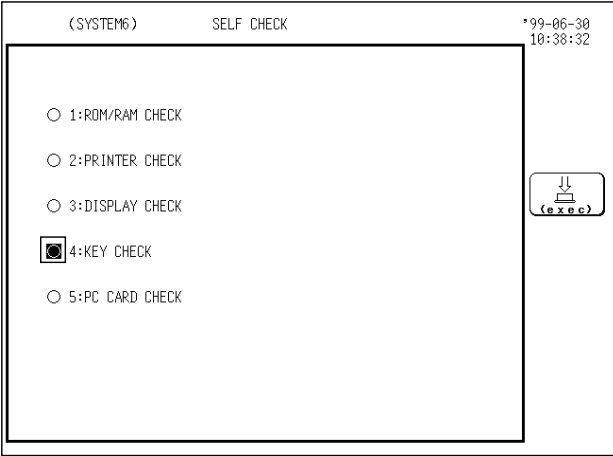 (SYSTEM6) SELF CHECK '99-06-30
10:38:32
1:ROM/RAM CHECK
2:PRINTER CHECK
3:DISPLAY CHECK
(exec)
4:KEY CHECK
5:PC CARD CHECK